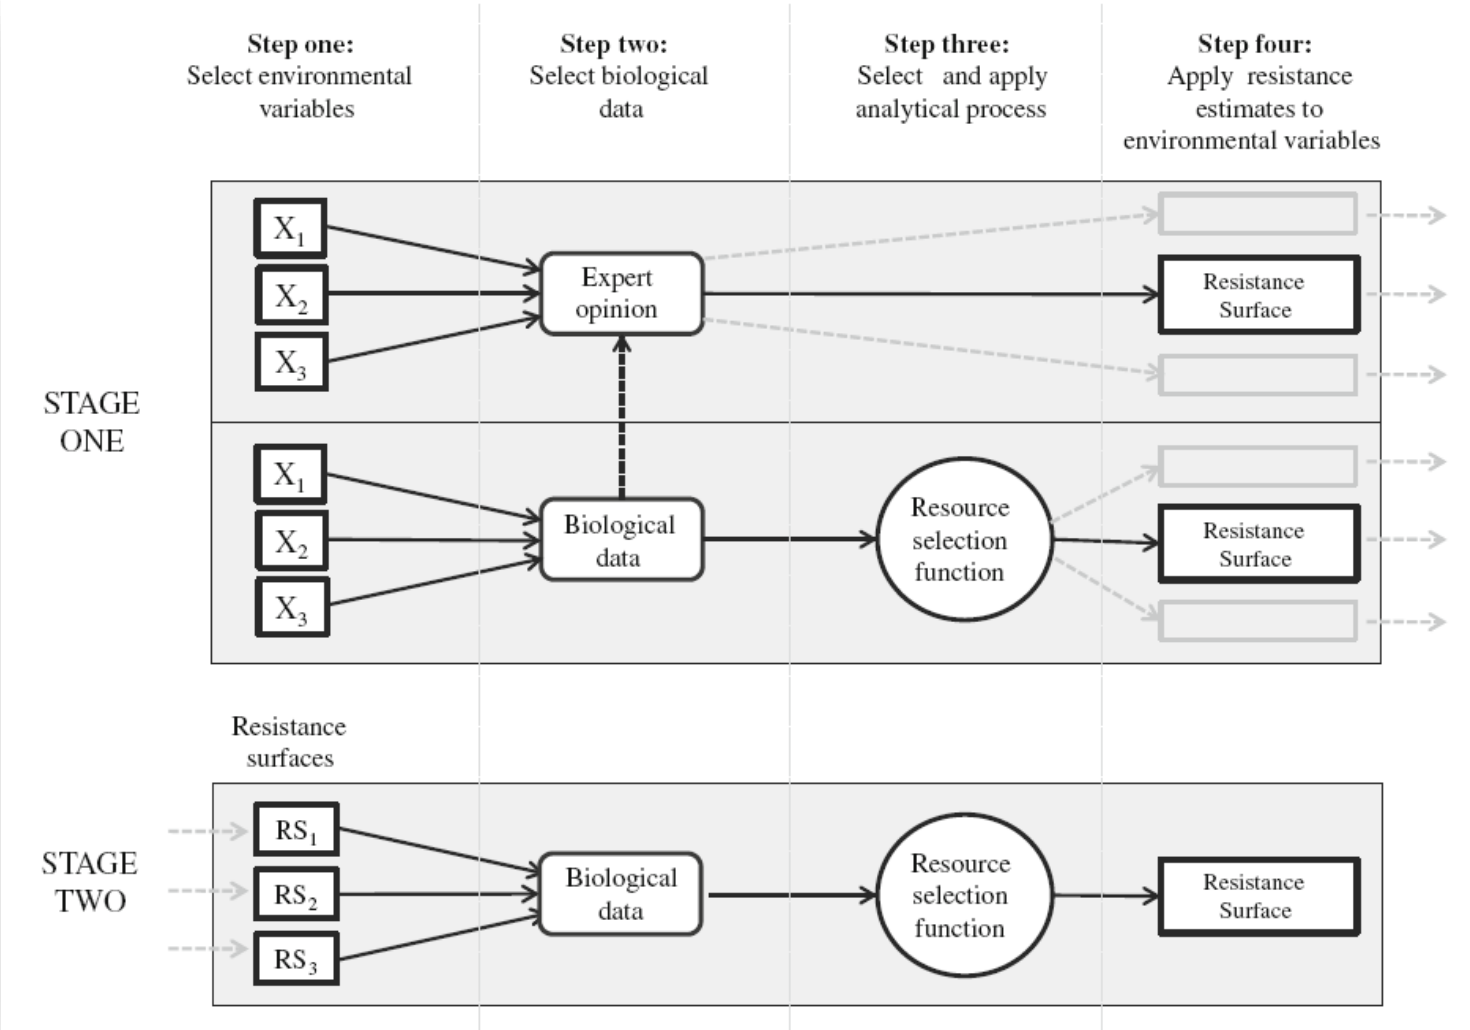 Step one:
Select environmental
variables
Step two:
Select biological
data
Step three:
Select and apply
analytical process
Step four:
Apply resistance
estimates to
environmental variables
STAGE
ONE
X1
X2
X3
Expert
opinion
Resistance
Surface
X1
X2
X3
Biological
data
Resource
selection
function
Resistance
Surface
Resistance
surfaces
STAGE
TWO
RS1
RS2
RS3
Biological
data
Resource
selection
function
Resistance
Surface